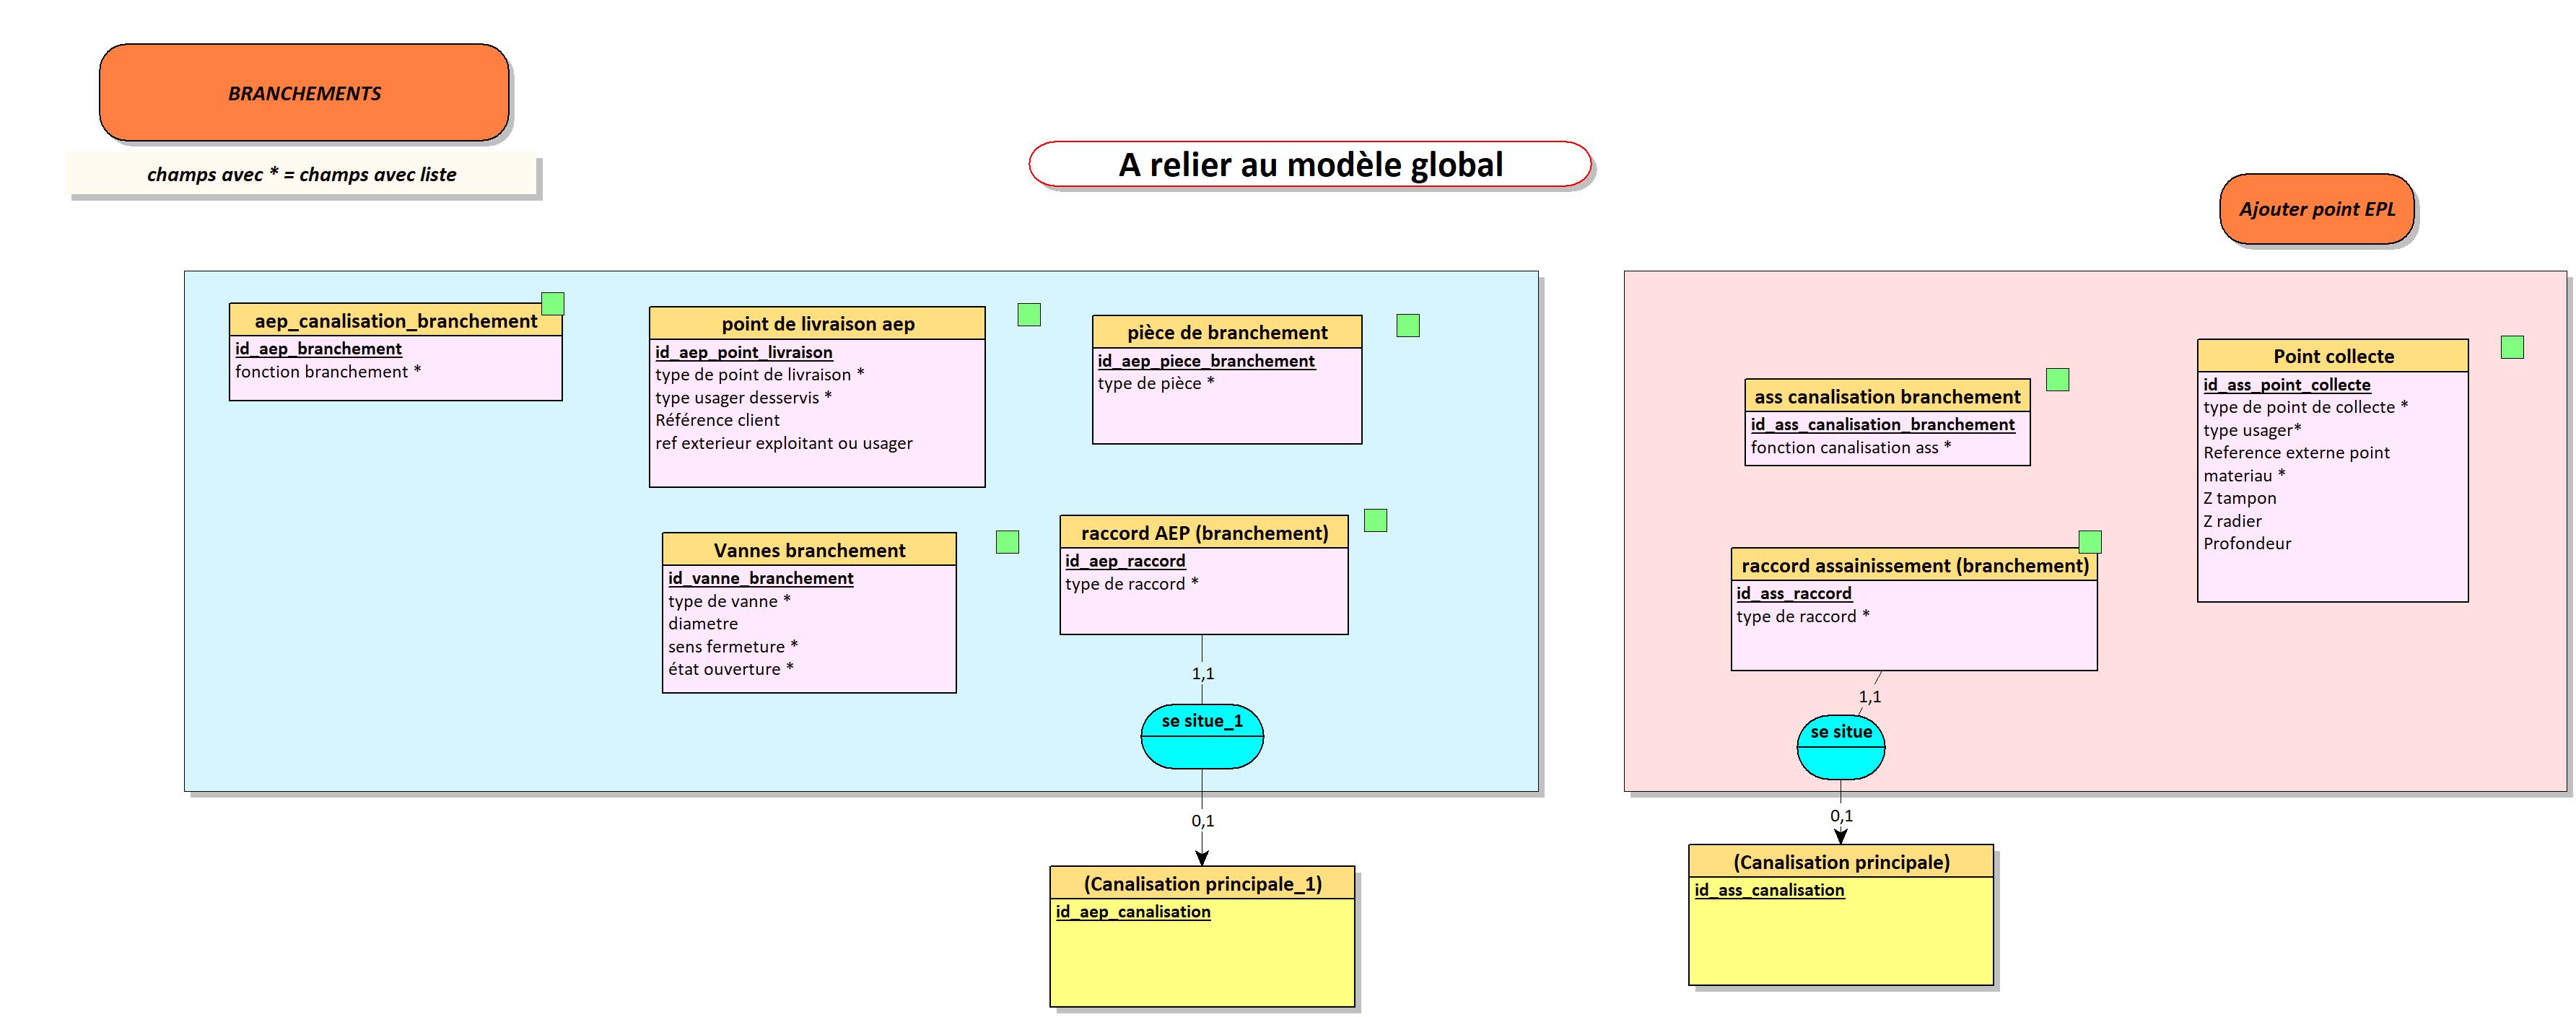 BRANCHEMENTS
champs avec * = champs avec liste
A relier au modèle global
Ajouter point EPL
aep_canalisation_branchement
id_aep_branchement
fonction branchement *
point de livraison aep
id_aep_point_livraison
type de point de livraison *
type usager desservis *
Référence client
ref exterieur exploitant ou usager
pièce de branchement
id_aep_piece_branchement
type de pièce *
Vannes branchement
id_vanne_branchement
type de vanne *
diametre
sens fermeture *
état ouverture *
raccord AEP (branchement)
id_aep_raccord
type de raccord *
1,1
se situe_1
0,1
(Canalisation principale_1)
id_aep_canalisation
ass canalisation branchement
id_ass_canalisation_branchement
fonction canalisation ass *
Point collecte
id_ass_point_collecte
type de point de collecte *
type usager*
Reference externe point
materiau *
Z tampon
Z radier
Profondeur
raccord assainissement (branchement)
id_ass_raccord
type de raccord *
1,1
se situe
0,1
(Canalisation principale)
id_ass_canalisation